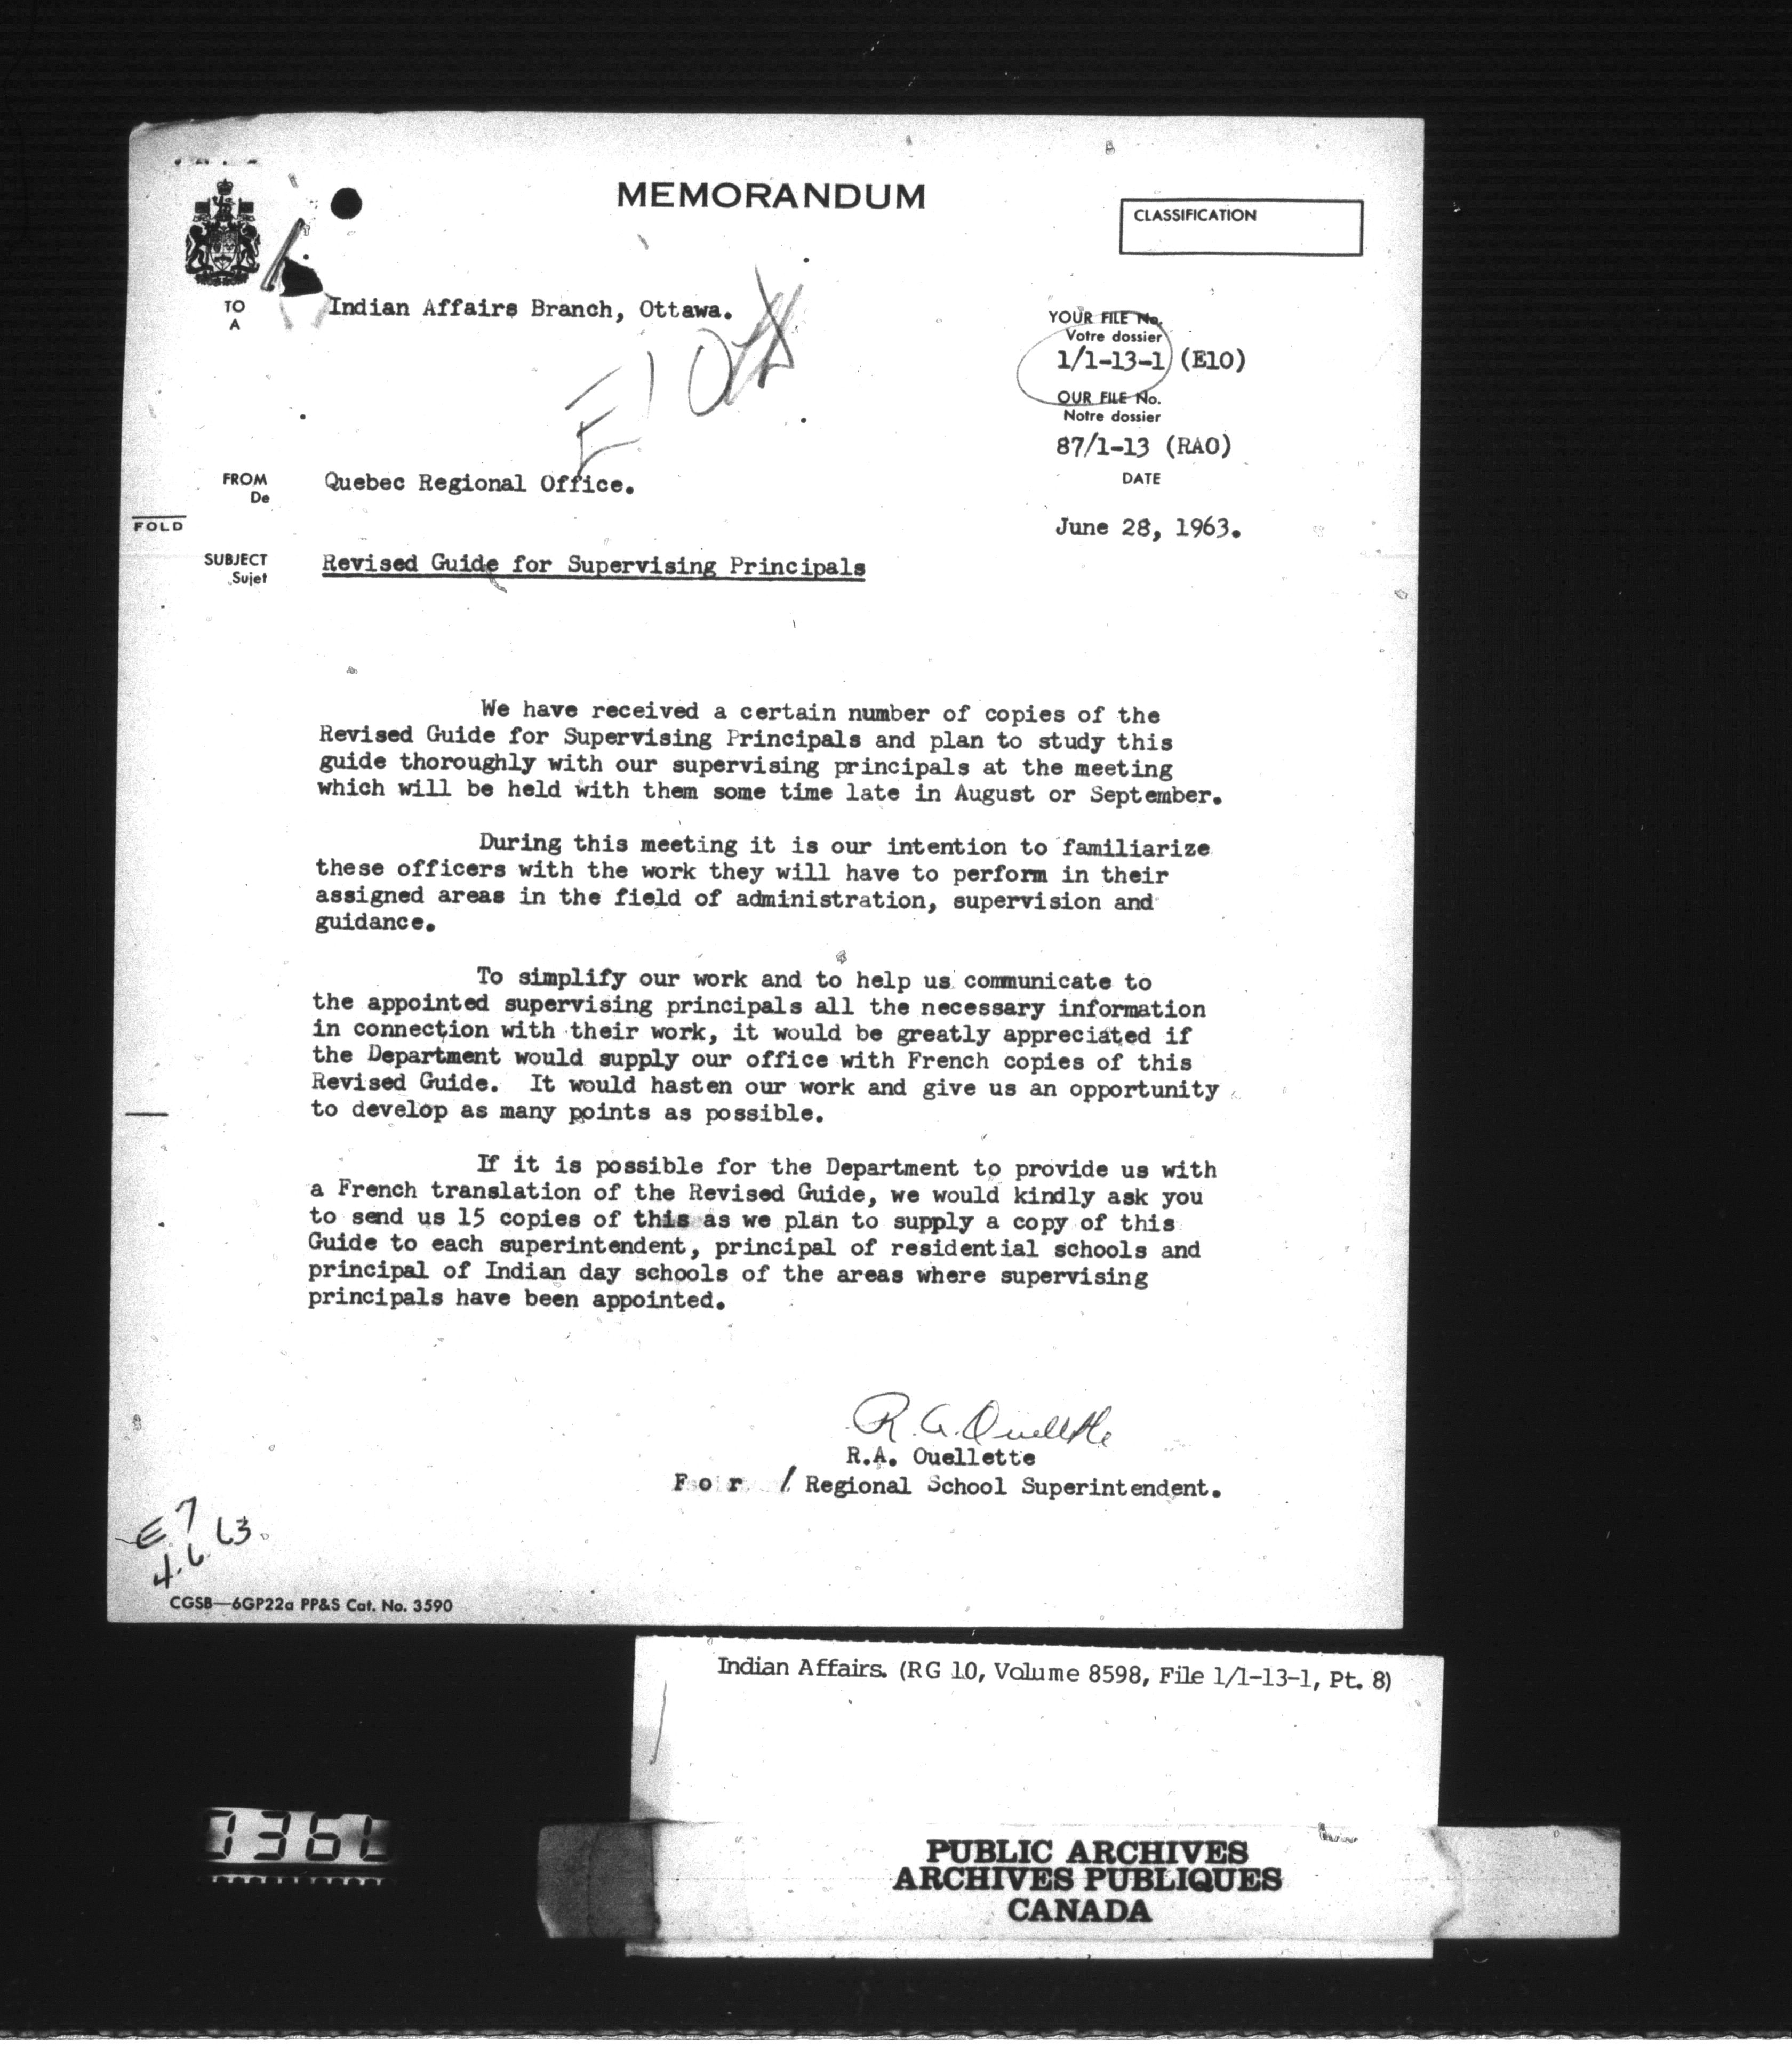 MEMORANDUM
CLASSIFICATION
TO
A
Indian Affairs Branch, Ottawa.
YOUR FILE No.
Votre dossier
1/1-13-1 (E10)
OUR FILE No.
Notre dossier
87/1-13 (RAO)
DATE
FROM
De
Quebec Regional Office.
FOLD
June 28, 1963.
SUBJECT
Sujet
Revised Guide for Supervising Principals
We have received a certain number of copies of the
Revised Guide for Supervising Principals and plan to study this
guide thoroughly with our supervising principals at the meeting
which will be held with them some time late in August or September.
During this meeting it is our intention to familiarize
these officers with the work they will have to perform in their
assigned areas in the field of administration, supervision and
guidance.
To simplify our work and to help us communicate to
the appointed supervising principals all the necessary information
in connection with their work, it would be greatly appreciated if
the Department would supply our office with French copies of this
Revised Guide. It would hasten our work and give us an opportunity
to develop as many points as possible.
If it is possible for the Department to provide us with
a French translation of the Revised Guide, we would kindly ask you
to send us 15 copies of this as we plan to supply a copy of this
Guide to each superintendent, principal of residential schools and
principal of Indian day schools of the areas where supervising
principals have been appointed.
R.A. Ouellette
R.A. Ouellette
For / Regional School Superintendent.
E7
4.6.63.
CGSB—6GP22a PP&S Cat. No. 3590
Indian Affairs. (RG 10, Volume 8598, File 1/1-13-1, Pt. 8)
PUBLIC ARCHIVES
ARCHIVES PUBLIQUES
CANADA